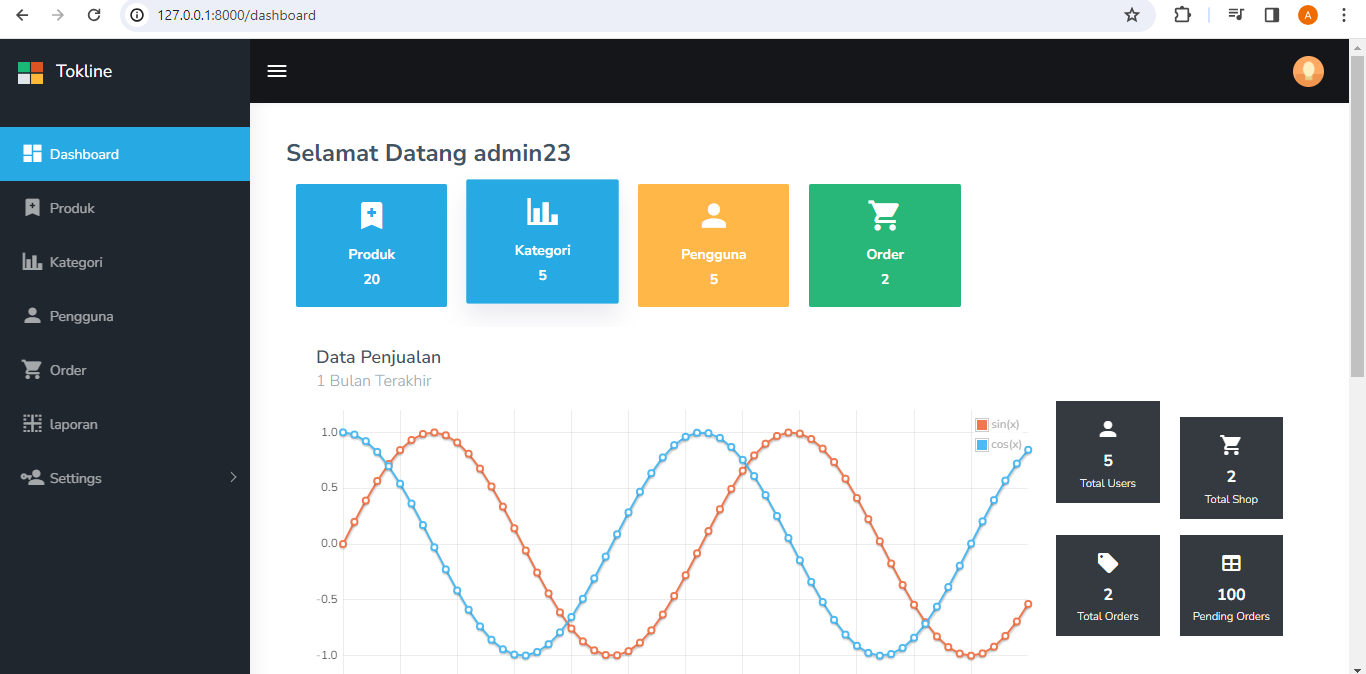 127.0.0.1:8000/dashboard
A
Tokline
Dashboard
Produk
Kategori
Pengguna
Order
laporan
Settings
Selamat Datang admin23
Produk
20
Kategori
5
Pengguna
5
Order
2
Data Penjualan
1 Bulan Terakhir
1.0
0.5
0.0
-0.5
-1.0
sin(x)
cos(x)
5
Total Users
2
Total Shop
2
Total Orders
100
Pending Orders